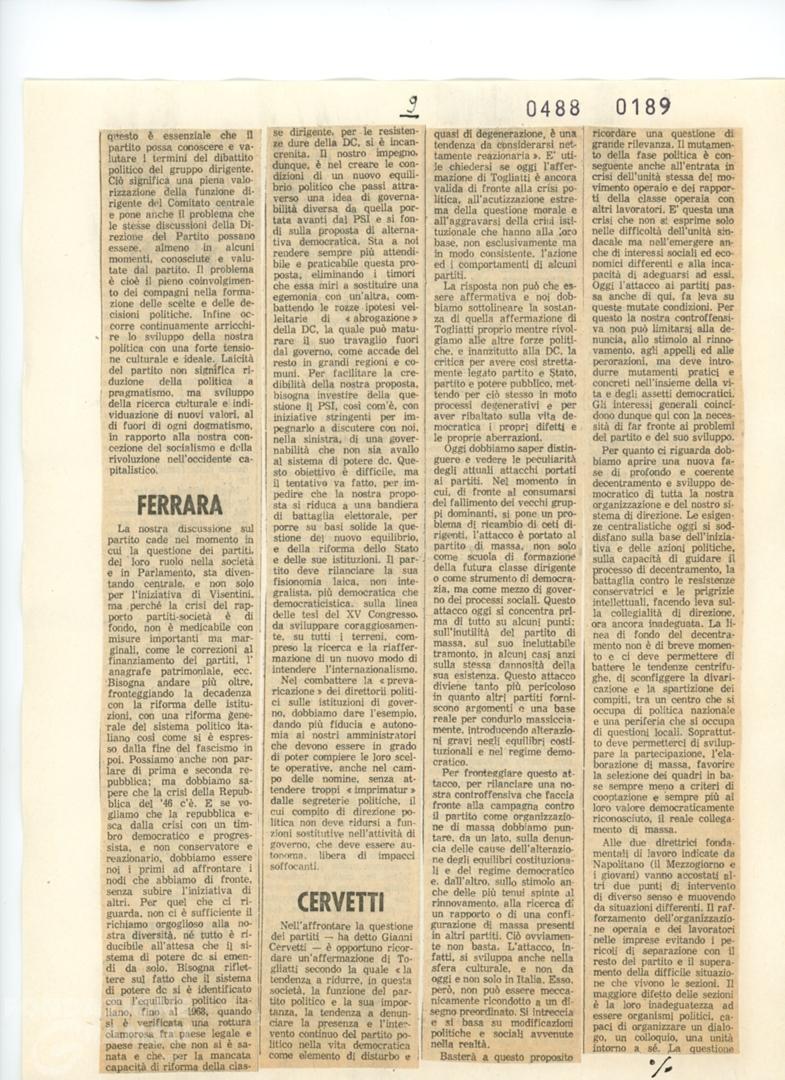 9
0488 0189
questo è essenziale che il
partito possa conoscere e va-
lutare i termini del dibattito
politico del gruppo dirigente.
Ciò significa una piena valo-
rizzazione della funzione di-
rigente del Comitato centrale
e pone anche il problema che
le stesse discussioni della Di-
rezione del Partito possano
essere, almeno in alcuni
momenti, conosciute e valu-
tate dal partito. Il problema
è cioè il pieno coinvolgimen-
to dei compagni nella forma-
zione delle scelte e delle de-
cisioni politiche. Infine oc-
corre continuamente arricchi-
re lo sviluppo della nostra
politica con una forte tensio-
ne culturale e ideale. Laicità
del partito non significa ri-
duzione della politica a
pragmatismo, ma sviluppo
della ricerca culturale e in-
dividuazione di nuovi valori, al
di fuori di ogni dogmatismo,
in rapporto alla nostra con-
cezione del socialismo e della
rivoluzione nell'occidente ca-
pitalistico.
FERRARA
La nostra discussione sul
partito cade nel momento in
cui la questione dei partiti,
del loro ruolo nella società
e in Parlamento, sta diven-
tando centrale, e non solo
per l'iniziativa di Visentini,
ma perché la crisi del rap-
porto partiti-società è di
fondo, non è medicabile con
misure importanti ma mar-
ginali, come le correzioni al
finanziamento dei partiti, l'
anagrafe patrimoniale, ecc.
Bisogna andare più oltre,
fronteggiando la decadenza
con la riforma delle istitu-
zioni, con una riforma gene-
rale del sistema politico ita-
liano così come si è espres-
so dalla fine del fascismo in
poi. Possiamo anche non par-
lare di prima e seconda re-
pubblica; ma dobbiamo sa-
pere che la crisi della Repub-
blica del '46 c'è. E se vo-
gliamo che la repubblica e-
sca dalla crisi con un tim-
bro democratico e progres-
sista, e non conservatore e
reazionario, dobbiamo essere
noi i primi ad affrontare i
nodi che abbiamo di fronte,
senza subire l'iniziativa di
altri. Per quel che ci ri-
guarda, non ci è sufficiente il
richiamo orgoglioso alla no-
stra diversità, né tutto è ri-
ducibile all'attesa che il si-
stema di potere dc si emen-
di da solo. Bisogna riflet-
tere sul fatto che il sistema
di potere dc si è identificato
con l'equilibrio politico ita-
liano, fino al 1968, quando
si è verificata una rottura
clamorosa fra paese legale e
paese reale, che non si è sa-
nata e che, per la mancata
capacità di riforma della clas-
se dirigente, per le resisten-
ze dure della DC, si è incan-
crenita. Il nostro impegno,
dunque, è nel creare le con-
dizioni di un nuovo equili-
brio politico che passi attra-
verso una idea di governa-
bilità diversa da quella por-
tata avanti dal PSI e si fon-
di sulla proposta di alterna-
tiva democratica. Sta a noi
rendere sempre più attendi-
bile e praticabile questa pro-
posta, eliminando i timori
che essa miri a sostituire una
egemonia con un'altra, com-
battendo le rozze ipotesi vel-
leitarie di « abrogazione »
della DC, la quale può matu-
rare il suo travaglio fuori
dal governo, come accade del
resto in grandi regioni e co-
muni. Per facilitare la cre-
dibilità della nostra proposta,
bisogna investire della que-
stione il PSI, così com'è, con
iniziative stringenti per im-
pegnarlo a discutere con noi,
nella sinistra, di una gover-
nabilità che non sia avallo
al sistema di potere dc. Que-
sto obiettivo è difficile, ma
il tentativo va fatto, per im-
pedire che la nostra propo-
sta si riduca a una bandiera
di battaglia elettorale, per
porre su basi solide la que-
stione del nuovo equilibrio,
e della riforma dello Stato
e delle sue istituzioni. Il par-
tito deve rilanciare la sua
fisionomia laica, non inte-
gralista, più democratica che
democraticistica, sulla linea
delle tesi del XV Congresso,
da sviluppare coraggiosamen-
te, su tutti i terreni, com-
preso la ricerca e la riaffer-
mazione di un nuovo modo di
intendere l'internazionalismo.
Nel combattere la « preva-
ricazione » dei direttorii politi-
ci sulle istituzioni di gover-
no, dobbiamo dare l'esempio,
dando più fiducia e autono-
mia ai nostri amministratori
che devono essere in grado
di poter compiere le loro scel-
te operative, anche nel cam-
po delle nomine, senza at-
tendere troppi « imprimatur »
dalle segreterie politiche, il
cui compito di direzione po-
litica non deve ridursi a fun-
zioni sostitutive nell'attività di
governo, che deve essere au-
tonoma, libera di impacci
soffocanti.
CERVETTI
Nell'affrontare la questione
dei partiti — ha detto Gianni
Cervetti — è opportuno ricor-
dare un'affermazione di To-
gliatti secondo la quale « la
tendenza a ridurre, in questa
società, la funzione del par-
tito politico e la sua impor-
tanza, la tendenza a denun-
ciare la presenza e l'inter-
vento continuo del partito po-
litico nella vita democratica
come elemento di disturbo e
quasi di degenerazione, è una
tendenza da considerarsi net-
tamente reazionaria ». E' uti-
le chiedersi se oggi l'affer-
mazione di Togliatti è ancora
valida di fronte alla crisi po-
litica, all'acutizzazione estre-
ma della questione morale e
all'aggravarsi della crisi isti-
tuzionale che hanno alla loro
base, non esclusivamente ma
in modo consistente, l'azione
ed i comportamenti di alcuni
partiti.
La risposta non può che es-
sere affermativa e noi dob-
biamo sottolineare la sostan-
za di quella affermazione di
Togliatti proprio mentre rivol-
giamo alle altre forze politi-
che, e innanzitutto alla DC, la
critica per avere così stretta-
mente legato partito e Stato,
partito e potere pubblico, met-
tendo per ciò stesso in moto
processi degenerativi e per
aver ribaltato sulla vita de-
mocratica i propri difetti e
le proprie aberrazioni.
Oggi dobbiamo saper distin-
guere e vedere le peculiarità
degli attuali attacchi portati
ai partiti. Nel momento in
cui, di fronte al consumarsi
del fallimento dei vecchi grup-
pi dominanti, si pone un pro-
blema di ricambio di ceti di-
rigenti, l'attacco è portato al
partito di massa, non solo
come scuola di formazione
della futura classe dirigente
o come strumento di democra-
zia, ma come mezzo di gover-
no dei processi sociali. Questo
attacco oggi si concentra pri-
ma di tutto su alcuni punti:
sull'inutilità del partito di
massa, sul suo ineluttabile
tramonto, in alcuni casi anzi
sulla stessa dannosità della
sua esistenza. Questo attacco
diviene tanto più pericoloso
in quanto altri partiti forni-
scono argomenti e una base
reale per condurlo massiccia-
mente, introducendo alterazio-
ni gravi negli equilibri costi-
tuzionali e nel regime demo-
cratico.
Per fronteggiare questo at-
tacco, per rilanciare una no-
stra controffensiva che faccia
fronte alla campagna contro
il partito come organizzazio-
ne di massa dobbiamo pun-
tare, da un lato, sulla denun-
cia delle cause dell'alterazio-
ne degli equilibri costituziona-
li e del regime democratico
e, dall'altro, sullo stimolo an-
che delle più tenui spinte al
rinnovamento, alla ricerca di
un rapporto o di una confi-
gurazione di massa presenti
in altri partiti. Ciò ovviamen-
te non basta. L'attacco, in-
fatti, si sviluppa anche nella
sfera culturale, e non da
oggi e non solo in Italia. Esso,
però, non può essere mecca-
nicamente ricondotto a un di-
segno preordinato. Si intreccia
e si basa su modificazioni
politiche e sociali avvenute
nella realtà.
Basterà a questo proposito
ricordare una questione di
grande rilevanza. Il mutamen-
to della fase politica è con-
seguente anche all'entrata in
crisi dell'unità stessa del mo-
vimento operaio e dei rappor-
ti della classe operaia con
altri lavoratori. E' questa una
crisi che non si esprime solo
nelle difficoltà dell'unità sin-
dacale ma nell'emergere an-
che di interessi sociali ed eco-
nomici differenti e alla inca-
pacità di adeguarsi ad essi.
Oggi l'attacco ai partiti pas-
sa anche di qui, fa leva su
queste mutate condizioni. Per
questo la nostra controffensi-
va non può limitarsi alla de-
nuncia, allo stimolo al rinno-
vamento, agli appelli ed alle
perorazioni, ma deve intro-
durre mutamenti pratici e
concreti nell'insieme della vi-
ta e degli assetti democratici.
Gli interessi generali coinci-
dono dunque qui con la neces-
sità di far fronte ai problemi
del partito e del suo sviluppo.
Per quanto ci riguarda dob-
biamo aprire una nuova fa-
se di profondo e coerente
decentramento e sviluppo de-
mocratico di tutta la nostra
organizzazione e del nostro si-
stema di direzione. Le esigen-
ze centralistiche oggi si sod-
disfano sulla base dell'inizia-
tiva e delle azioni politiche,
sulla capacità di guidare il
processo di decentramento, la
battaglia contro le resistenze
conservatrici e le prigrizie
intellettuali, facendo leva sul-
la collegialità di direzione,
ora ancora inadeguata. La li-
nea di fondo del decentra-
mento non è di breve momen-
to e ci deve permettere di
battere le tendenze centrifu-
ghe, di sconfiggere la divari-
cazione e la spartizione dei
compiti, tra un centro che si
occupa di politica nazionale
e una periferia che si occupa
di questioni locali. Soprattut-
to deve permetterci di svilup-
pare la partecipazione, l'ela-
borazione di massa, favorire
la selezione dei quadri in ba-
se sempre meno a criteri di
cooptazione e sempre più al
loro valore democraticamente
riconosciuto, il reale collega-
mento di massa.
Alle due direttrici fonda-
mentali di lavoro indicate da
Napolitano (il Mezzogiorno e
i giovani) vanno accostati al-
tri due punti di intervento
di diverso senso e muovendo
da situazioni differenti. Il raf-
forzamento dell'organizzazio-
ne operaia e dei lavoratori
nelle imprese evitando i pe-
ricoli di separazione con il
resto del partito e il supera-
mento della difficile situazio-
ne che vivono le sezioni. Il
maggiore difetto delle sezioni
è la loro inadeguatezza ad
essere organismi politici, ca-
paci di organizzare un dialo-
go, un colloquio, una unità
intorno a sé. La questione
%